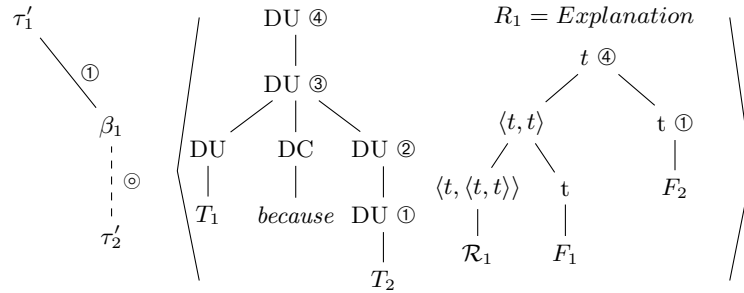 τ′₁ DU ④ R₁ = Explanation
① DU ③ t ④
β₁ DU DC DU ② ⟨t, t⟩ t ①
◎ T₁ because DU ① ⟨t, ⟨t, t⟩⟩ t F₂
τ′₂ T₂ ℛ₁ F₁